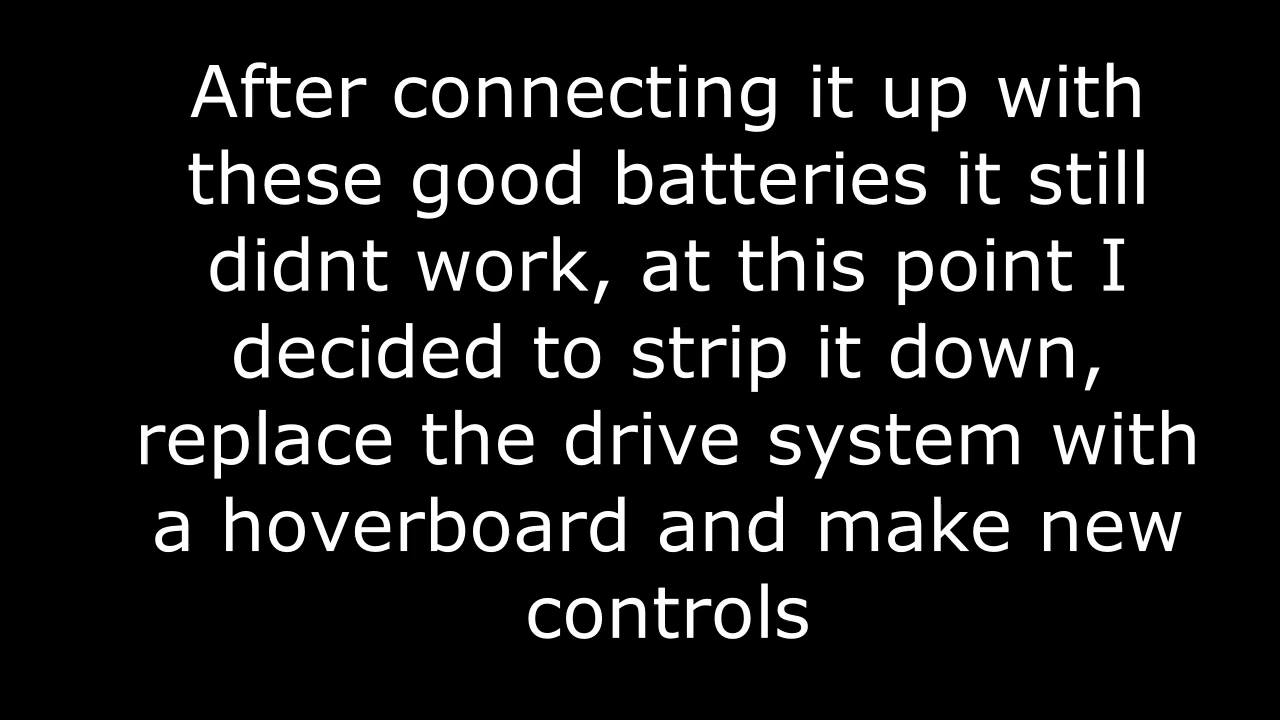 After connecting it up with
these good batteries it still
didnt work, at this point I
decided to strip it down,
replace the drive system with
a hoverboard and make new
controls